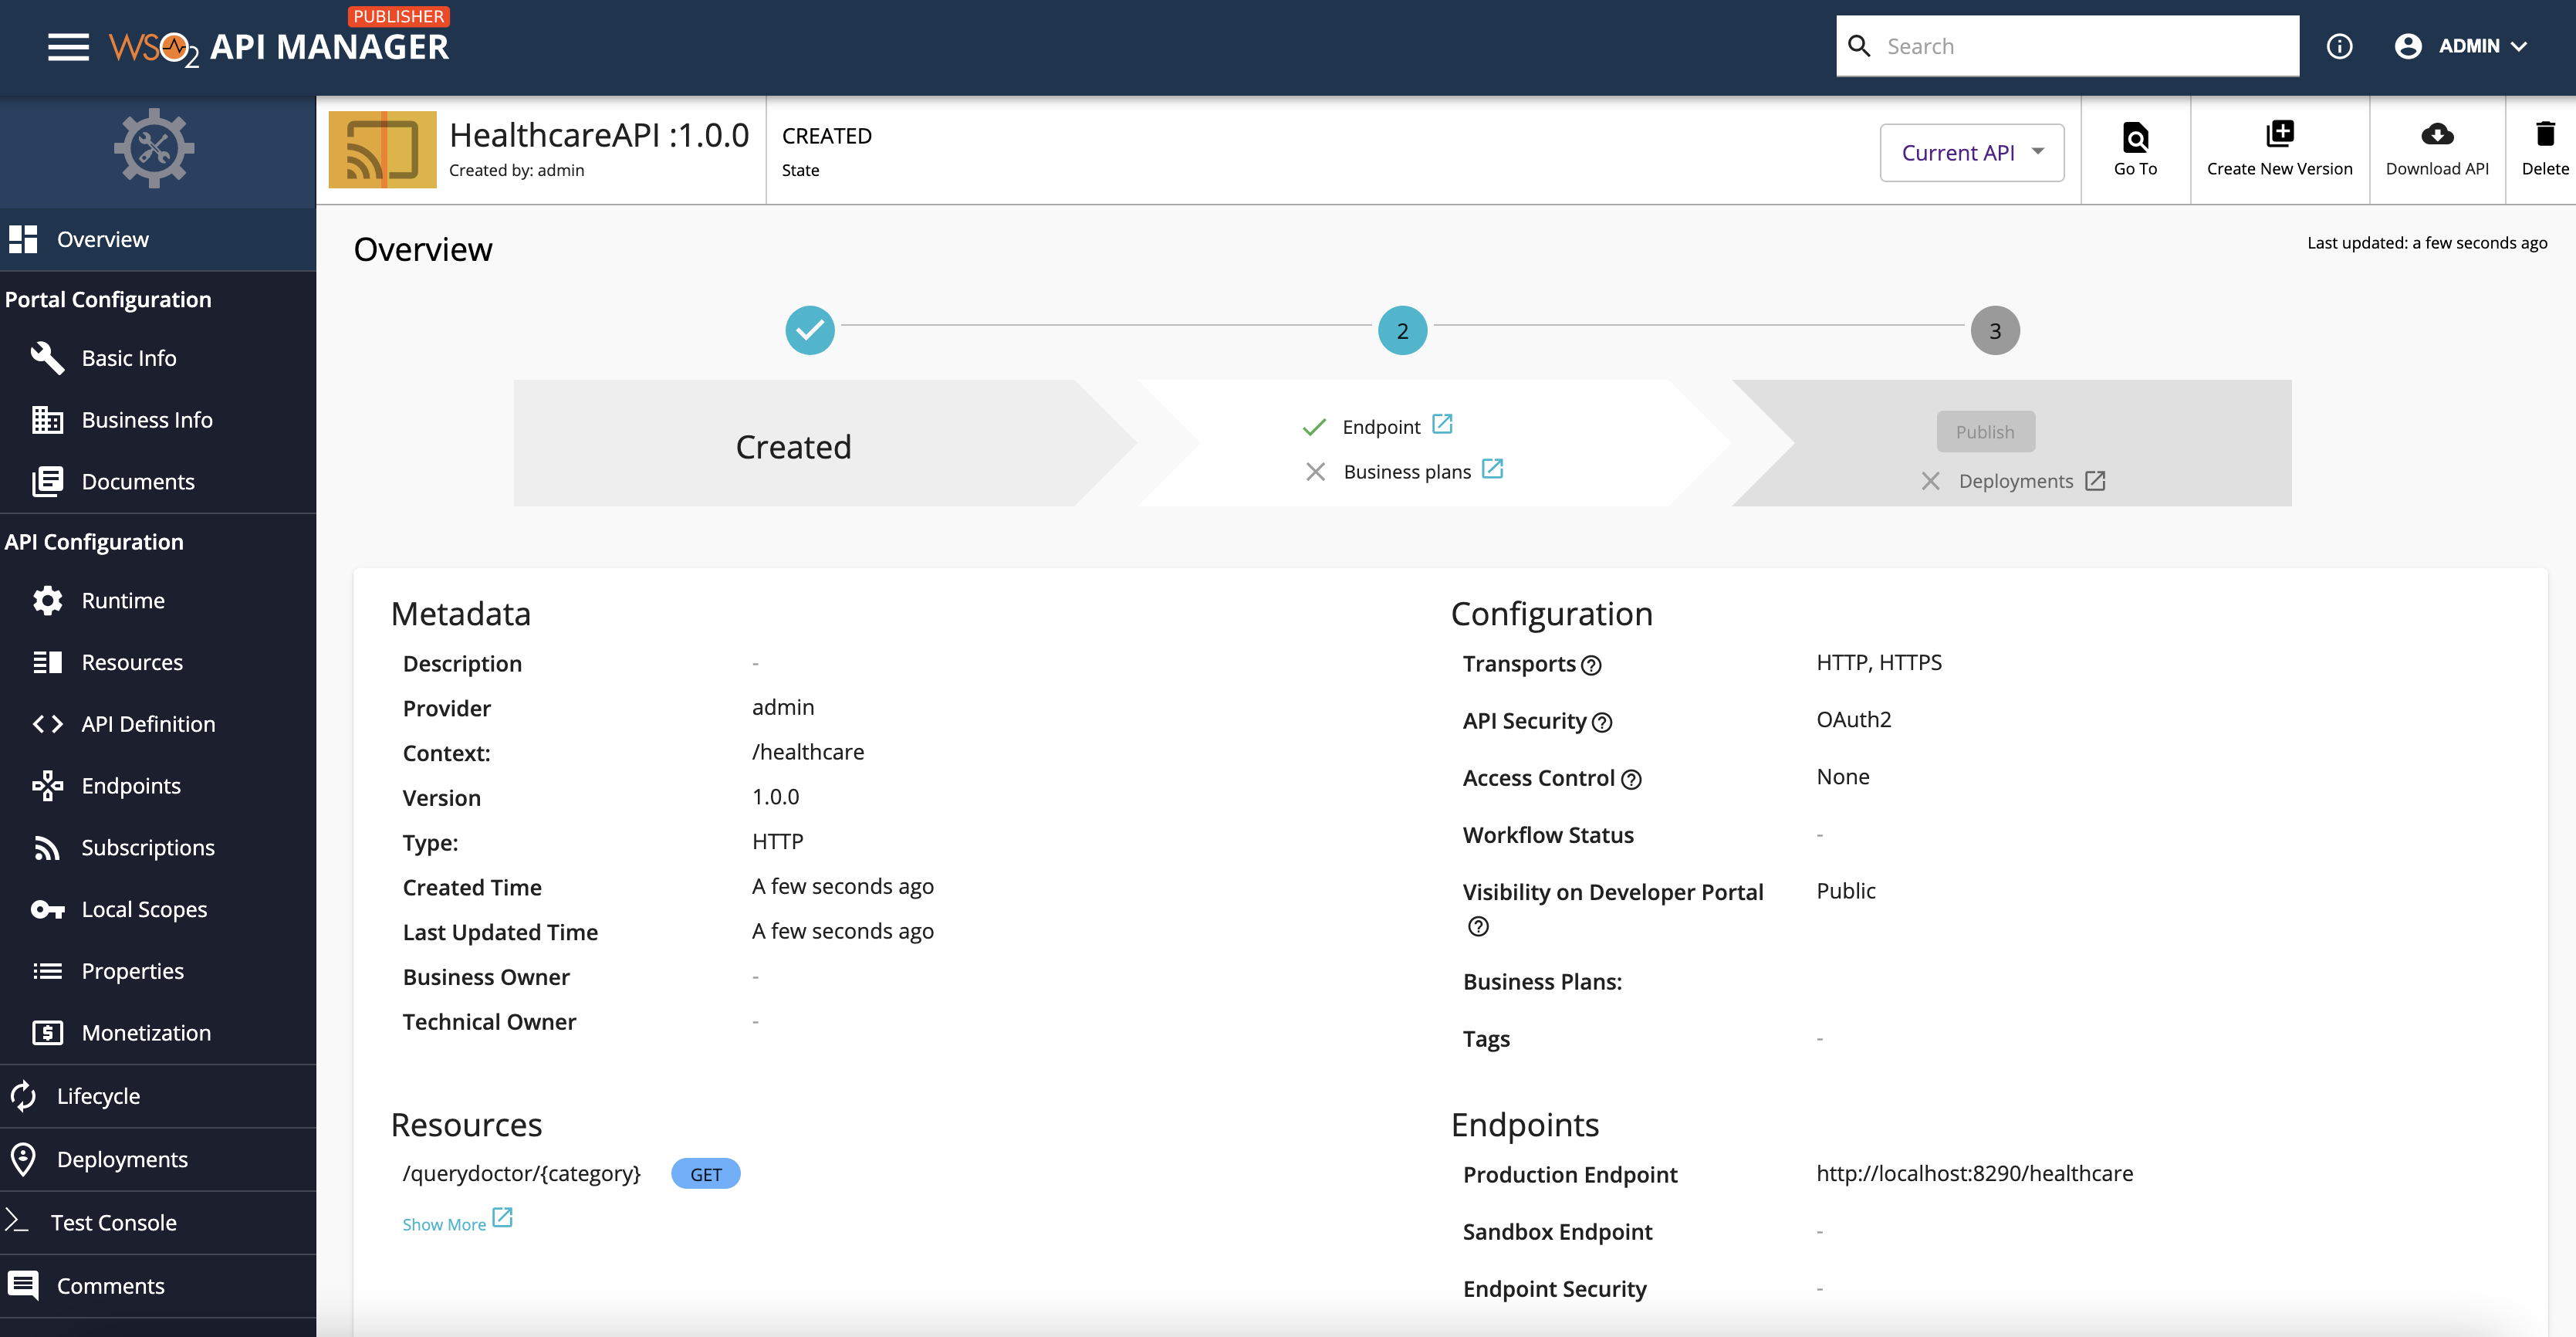 PUBLISHER
WSO2 API MANAGER
Search
ADMIN
HealthcareAPI :1.0.0
Created by: admin
CREATED
State
Current API
Go To
Create New Version
Download API
Delete
Overview
Portal Configuration
Basic Info
Business Info
Documents
API Configuration
Runtime
Resources
API Definition
Endpoints
Subscriptions
Local Scopes
Properties
Monetization
Lifecycle
Deployments
Test Console
Comments
Overview
Last updated: a few seconds ago
2
3
Created
Endpoint
Business plans
Publish
Deployments
Metadata
Description -
Provider admin
Context: /healthcare
Version 1.0.0
Type: HTTP
Created Time A few seconds ago
Last Updated Time A few seconds ago
Business Owner -
Technical Owner -
Configuration
Transports HTTP, HTTPS
API Security OAuth2
Access Control None
Workflow Status -
Visibility on Developer Portal Public
Business Plans:
Tags -
Resources
/querydoctor/{category} GET
Show More
Endpoints
Production Endpoint http://localhost:8290/healthcare
Sandbox Endpoint -
Endpoint Security -